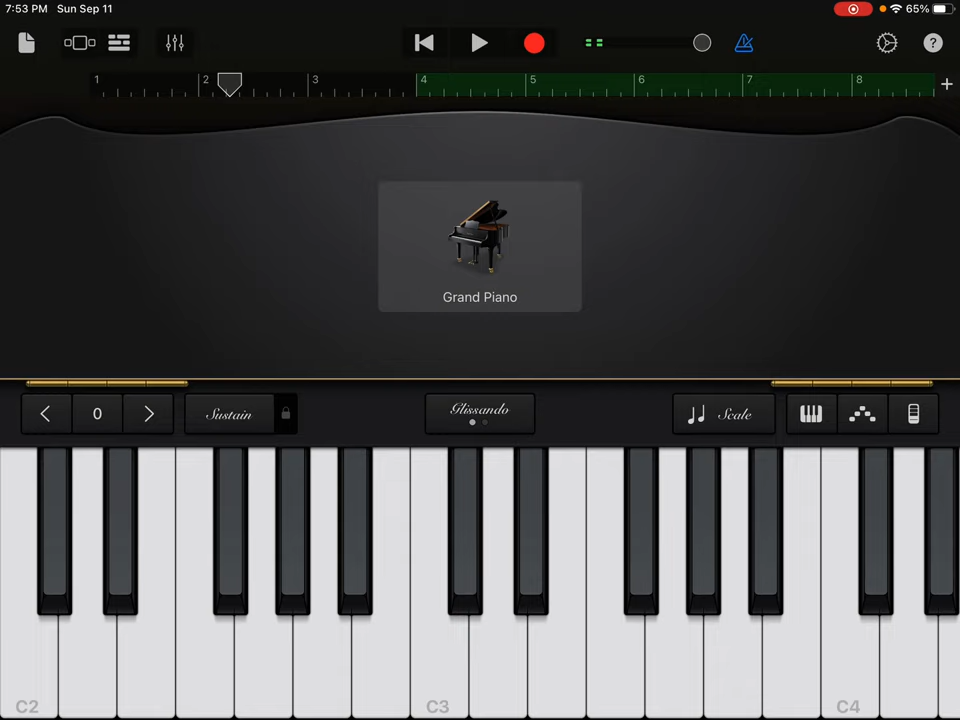 7:53 PM Sun Sep 11 65%
?
1 2 3 4 5 6 7 8 +
Grand Piano
0 Sustain Glissando Scale
C2 C3 C4